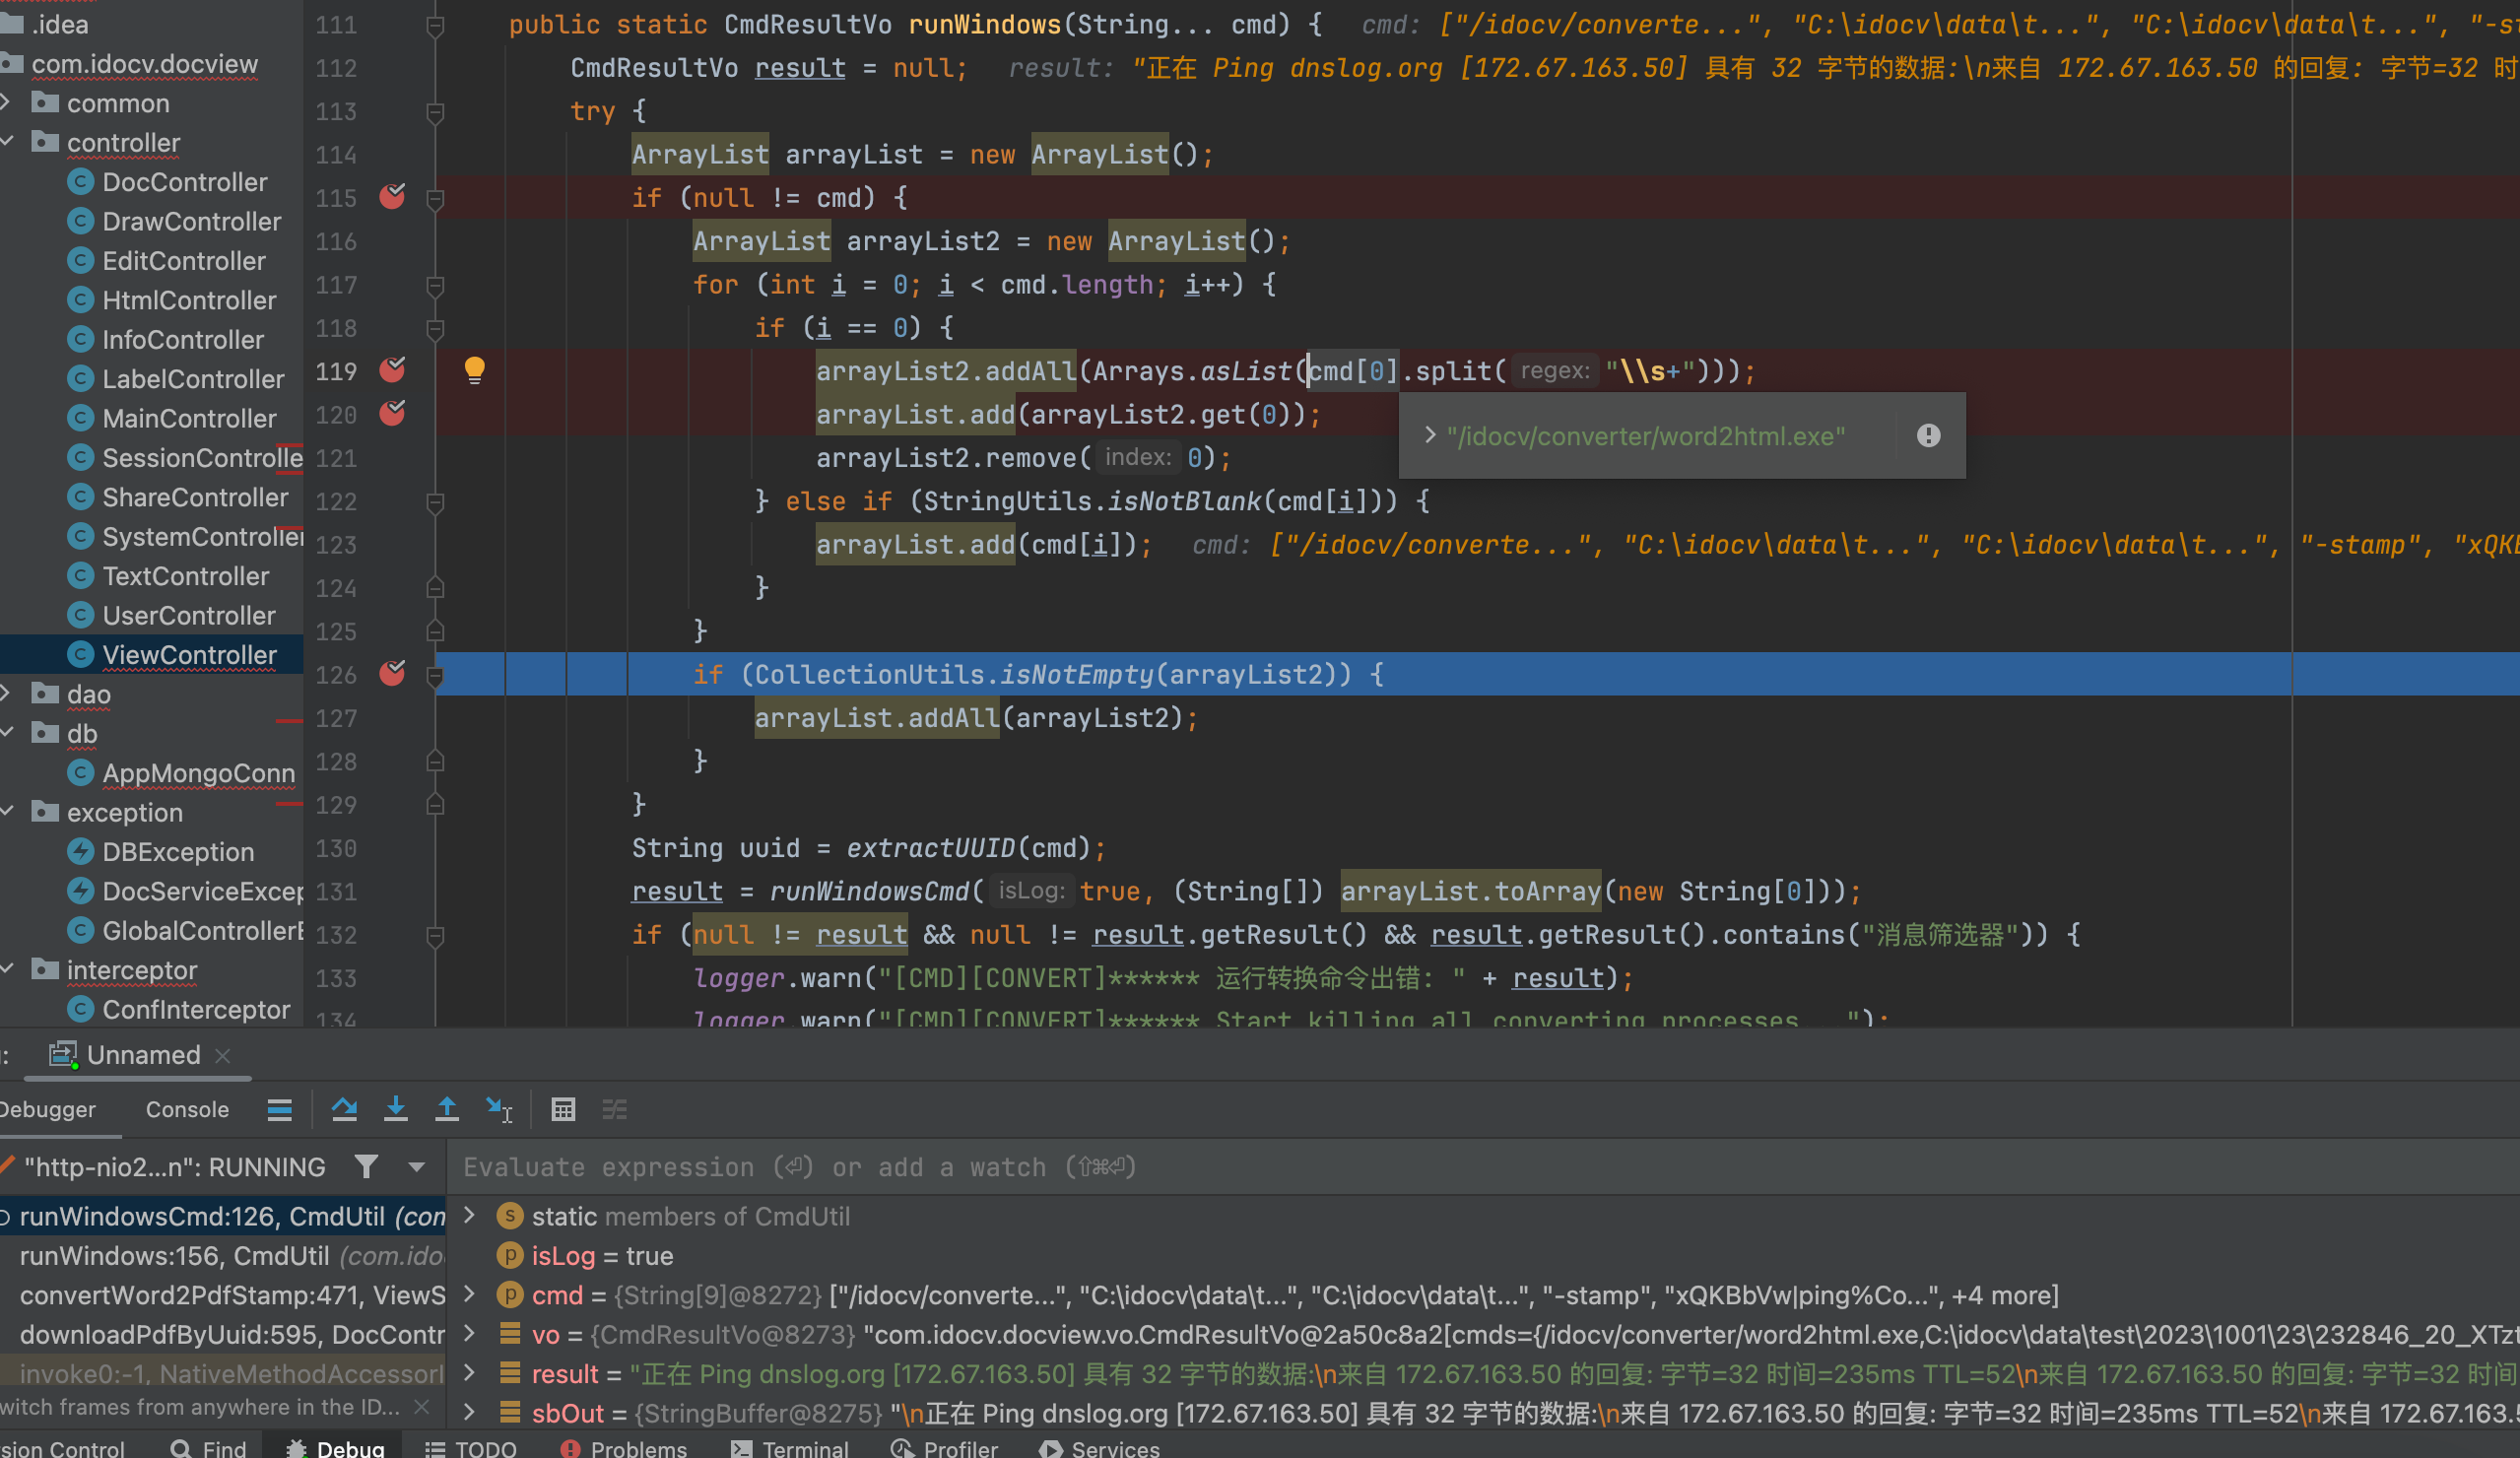 .idea
com.idocv.docview
common
controller
DocController
DrawController
EditController
HtmlController
InfoController
LabelController
MainController
SessionControlle
ShareController
SystemController
TextController
UserController
ViewController
dao
db
AppMongoConn
exception
DBException
DocServiceExcep
GlobalControllerE
interceptor
ConfInterceptor
111 public static CmdResultVo runWindows(String... cmd) { cmd: ["/idocv/converte...", "C:\idocv\data\t...", "C:\idocv\data\t...", "-st
112 CmdResultVo result = null; result: "正在 Ping dnslog.org [172.67.163.50] 具有 32 字节的数据:\n来自 172.67.163.50 的回复: 字节=32 时
113 try {
114 ArrayList arrayList = new ArrayList();
115 if (null != cmd) {
116 ArrayList arrayList2 = new ArrayList();
117 for (int i = 0; i < cmd.length; i++) {
118 if (i == 0) {
119 arrayList2.addAll(Arrays.asList(cmd[0].split( regex: "\\s+")));
120 arrayList.add(arrayList2.get(0));
> "/idocv/converter/word2html.exe"
121 arrayList2.remove( index: 0);
122 } else if (StringUtils.isNotBlank(cmd[i])) {
123 arrayList.add(cmd[i]); cmd: ["/idocv/converte...", "C:\idocv\data\t...", "C:\idocv\data\t...", "-stamp", "xQKB
124 }
125 }
126 if (CollectionUtils.isNotEmpty(arrayList2)) {
127 arrayList.addAll(arrayList2);
128 }
129 }
130 String uuid = extractUUID(cmd);
131 result = runWindowsCmd( isLog: true, (String[]) arrayList.toArray(new String[0]));
132 if (null != result && null != result.getResult() && result.getResult().contains("消息筛选器")) {
133 logger.warn("[CMD][CONVERT]****** 运行转换命令出错: " + result);
134 logger.warn("[CMD][CONVERT]****** Start killing all converting processes...");
: Unnamed
Debugger Console
"http-nio2...n": RUNNING
Evaluate expression (⏎) or add a watch (⇧⌘⏎)
runWindowsCmd:126, CmdUtil (com
runWindows:156, CmdUtil (com.ido
convertWord2PdfStamp:471, ViewS
downloadPdfByUuid:595, DocContr
invoke0:-1, NativeMethodAccessorI
witch frames from anywhere in the ID...
static members of CmdUtil
isLog = true
cmd = {String[9]@8272} ["/idocv/converte...", "C:\idocv\data\t...", "C:\idocv\data\t...", "-stamp", "xQKBbVw|ping%Co...", +4 more]
vo = {CmdResultVo@8273} "com.idocv.docview.vo.CmdResultVo@2a50c8a2[cmds={/idocv/converter/word2html.exe,C:\idocv\data\test\2023\1001\23\232846_20_XTzt
result = "正在 Ping dnslog.org [172.67.163.50] 具有 32 字节的数据:\n来自 172.67.163.50 的回复: 字节=32 时间=235ms TTL=52\n来自 172.67.163.50 的回复: 字节=32 时间
sbOut = {StringBuffer@8275} "\n正在 Ping dnslog.org [172.67.163.50] 具有 32 字节的数据:\n来自 172.67.163.50 的回复: 字节=32 时间=235ms TTL=52\n来自 172.67.163.5
sion Control Find Debug TODO Problems Terminal Profiler Services